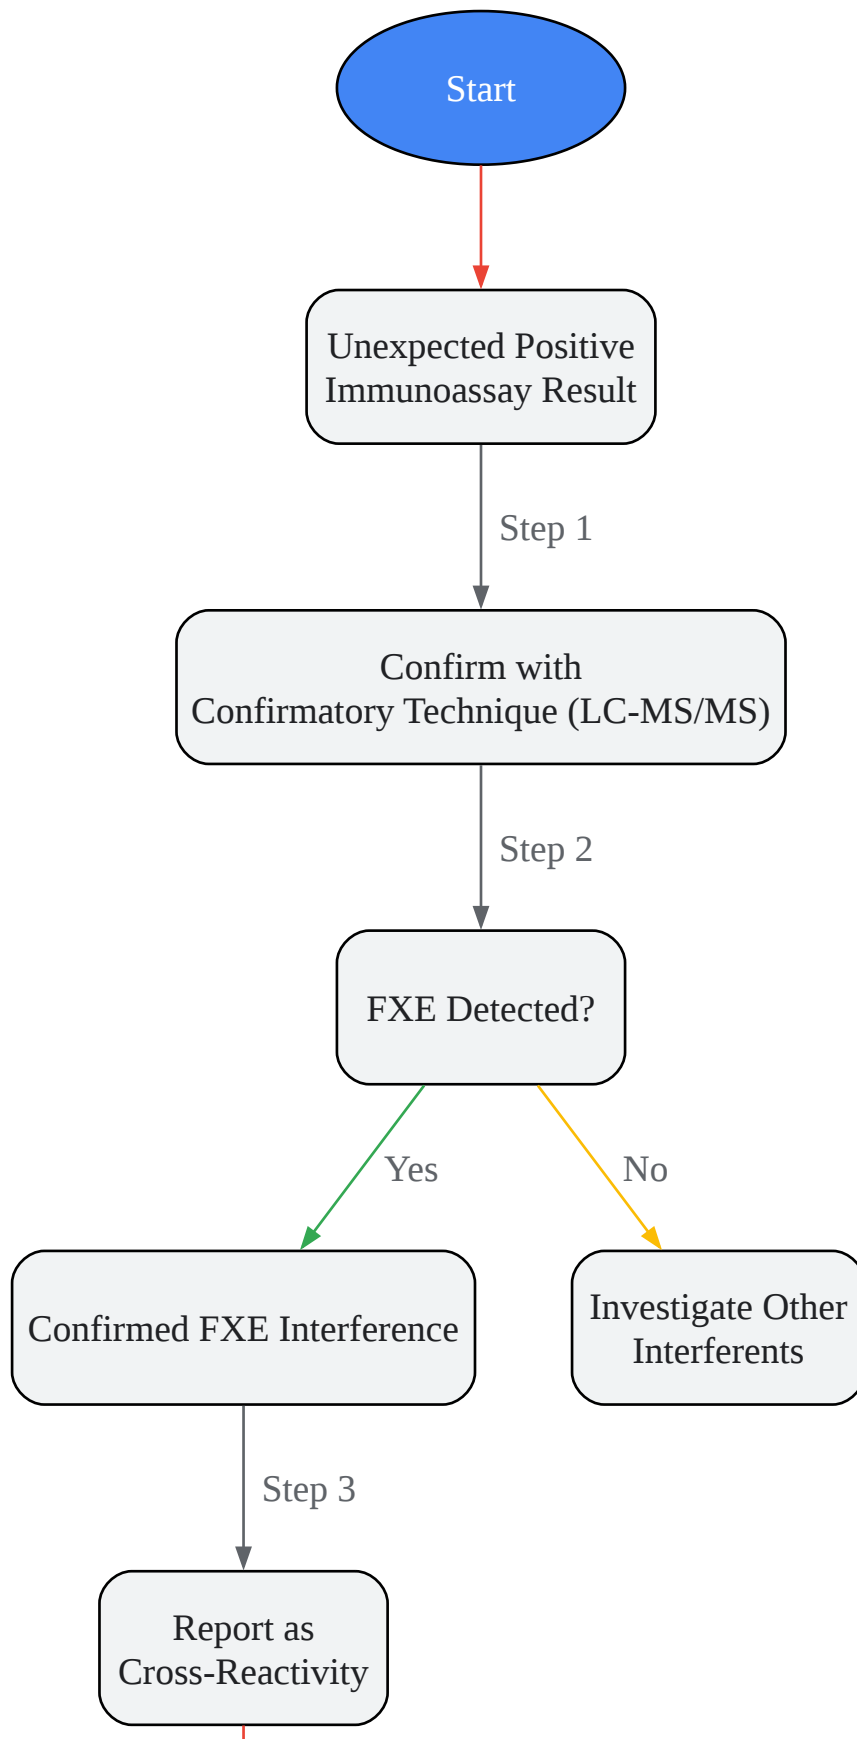 Start
Unexpected Positive
Immunoassay Result
Step 1
Confirm with
Confirmatory Technique (LC-MS/MS)
Step 2
FXE Detected?
Yes
No
Confirmed FXE Interference
Investigate Other
Interferents
Step 3
Report as
Cross-Reactivity